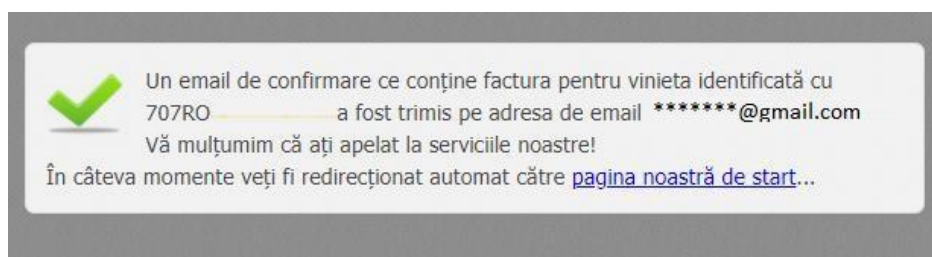 Un email de confirmare ce conține factura pentru vinieta identificată cu
707RO a fost trimis pe adresa de email *******@gmail.com
Vă mulțumim că ați apelat la serviciile noastre!
În câteva momente veți fi redirecționat automat către pagina noastră de start...